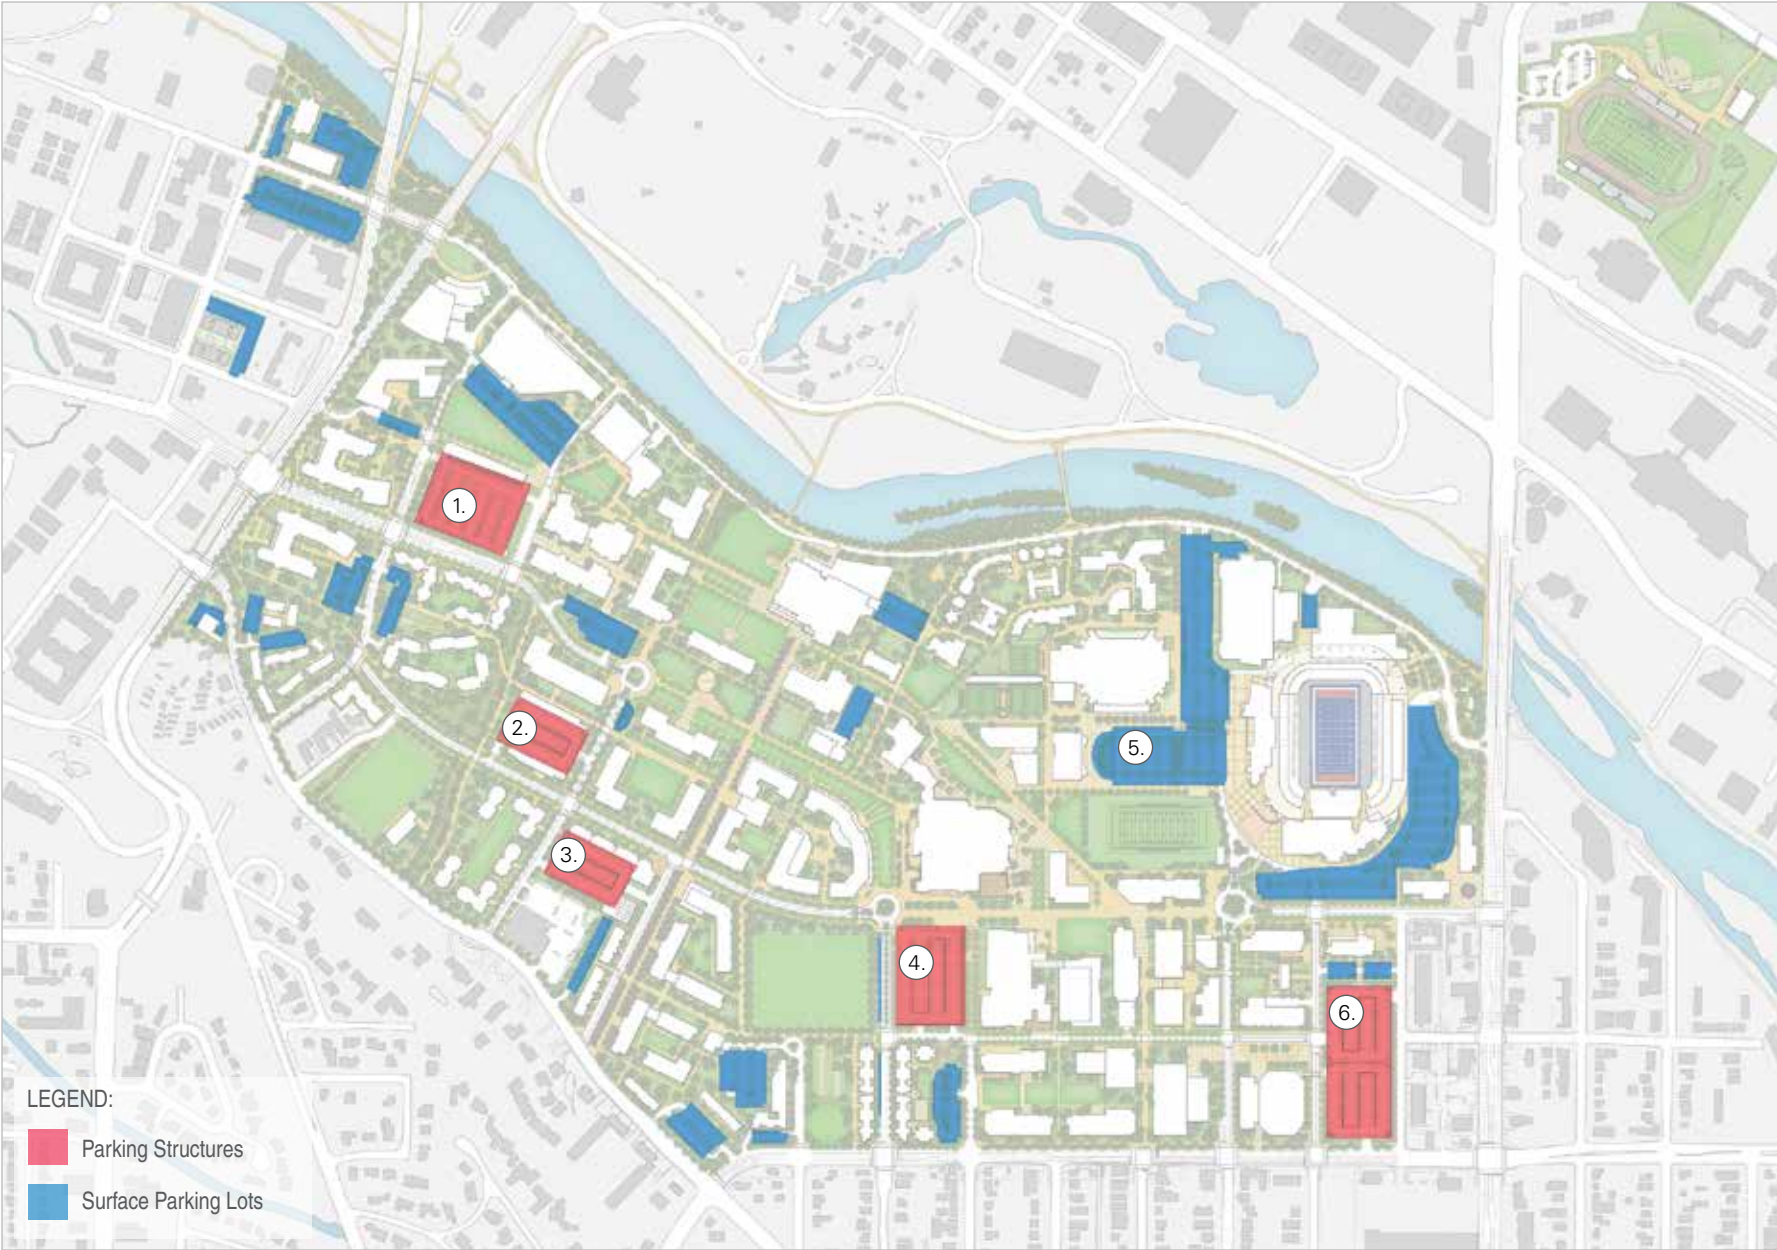 1.
2.
5.
3.
4.
6.
LEGEND:
Parking Structures
Surface Parking Lots